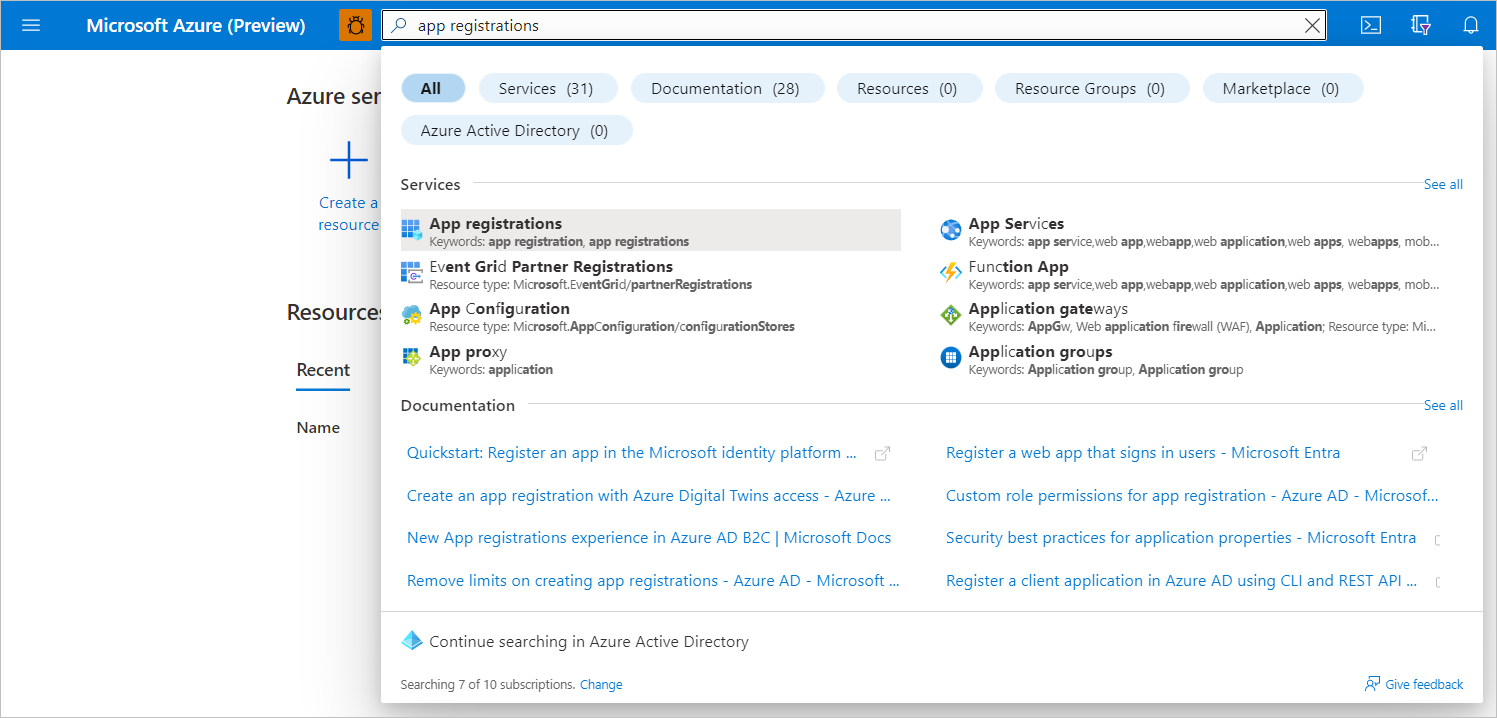 Microsoft Azure (Preview)
app registrations
Azure ser
Create a
resource
Resources
Recent
Name
All
Services (31)
Documentation (28)
Resources (0)
Resource Groups (0)
Marketplace (0)
Azure Active Directory (0)
Services
See all
App registrations
Keywords: app registration, app registrations
Event Grid Partner Registrations
Resource type: Microsoft.EventGrid/partnerRegistrations
App Configuration
Resource type: Microsoft.AppConfiguration/configurationStores
App proxy
Keywords: application
App Services
Keywords: app service,web app,webapp,web application,web apps, webapps, mob...
Function App
Keywords: app service,web app,webapp,web application,web apps, webapps, mob...
Application gateways
Keywords: AppGw, Web application firewall (WAF), Application; Resource type: Mi...
Application groups
Keywords: Application group, Application group
Documentation
See all
Quickstart: Register an app in the Microsoft identity platform ...
Create an app registration with Azure Digital Twins access - Azure ...
New App registrations experience in Azure AD B2C | Microsoft Docs
Remove limits on creating app registrations - Azure AD - Microsoft ...
Register a web app that signs in users - Microsoft Entra
Custom role permissions for app registration - Azure AD - Microsof...
Security best practices for application properties - Microsoft Entra
Register a client application in Azure AD using CLI and REST API ...
Continue searching in Azure Active Directory
Searching 7 of 10 subscriptions. Change
Give feedback